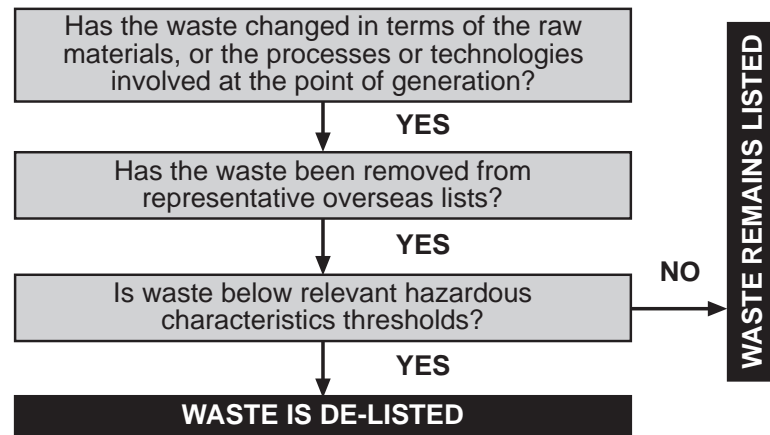 Has the waste changed in terms of the raw
materials, or the processes or technologies
involved at the point of generation?
YES
Has the waste been removed from
representative overseas lists?
YES
Is waste below relevant hazardous
characteristics thresholds?
NO
YES
WASTE IS DE-LISTED
WASTE REMAINS LISTED